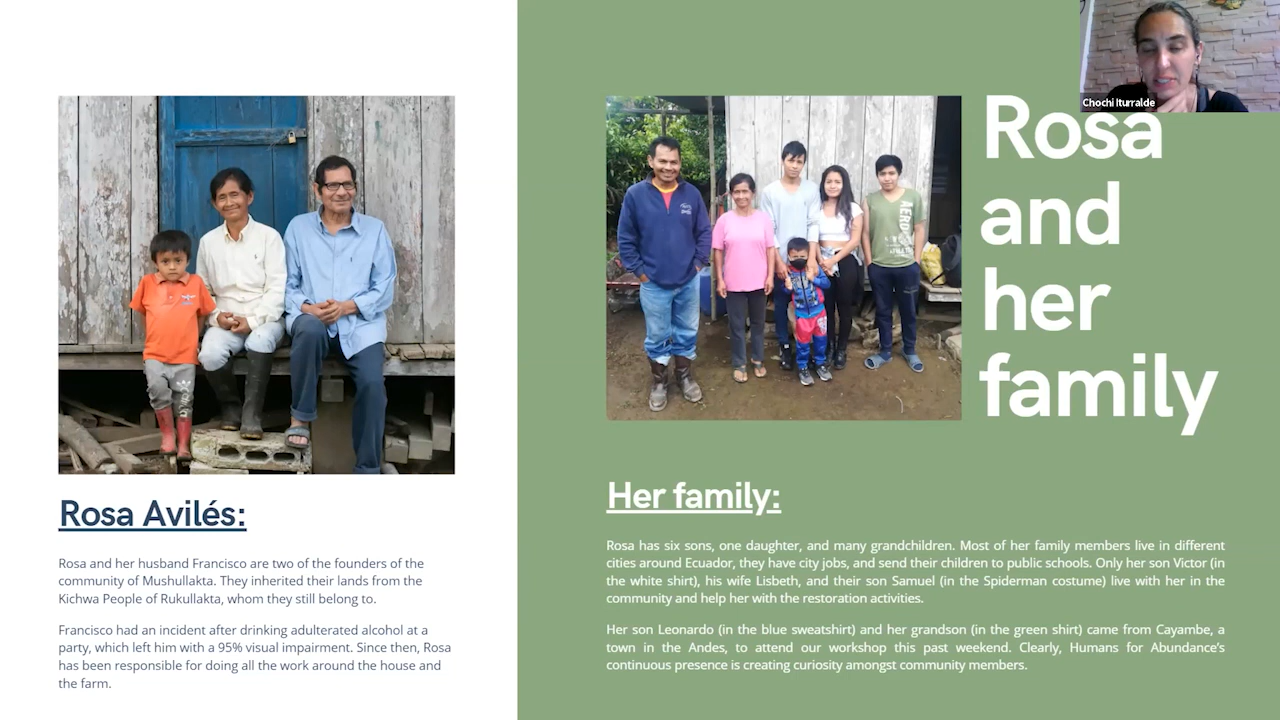 Chochi Iturralde
Rosa
and
her
family
Rosa Avilés:
Rosa and her husband Francisco are two of the founders of the
community of Mushullakta. They inherited their lands from the
Kichwa People of Rukullakta, whom they still belong to.
Francisco had an incident after drinking adulterated alcohol at a
party, which left him with a 95% visual impairment. Since then, Rosa
has been responsible for doing all the work around the house and
the farm.
Her family:
Rosa has six sons, one daughter, and many grandchildren. Most of her family members live in different
cities around Ecuador, they have city jobs, and send their children to public schools. Only her son Victor (in
the white shirt), his wife Lisbeth, and their son Samuel (in the Spiderman costume) live with her in the
community and help her with the restoration activities.
Her son Leonardo (in the blue sweatshirt) and her grandson (in the green shirt) came from Cayambe, a
town in the Andes, to attend our workshop this past weekend. Clearly, Humans for Abundance's
continuous presence is creating curiosity amongst community members.